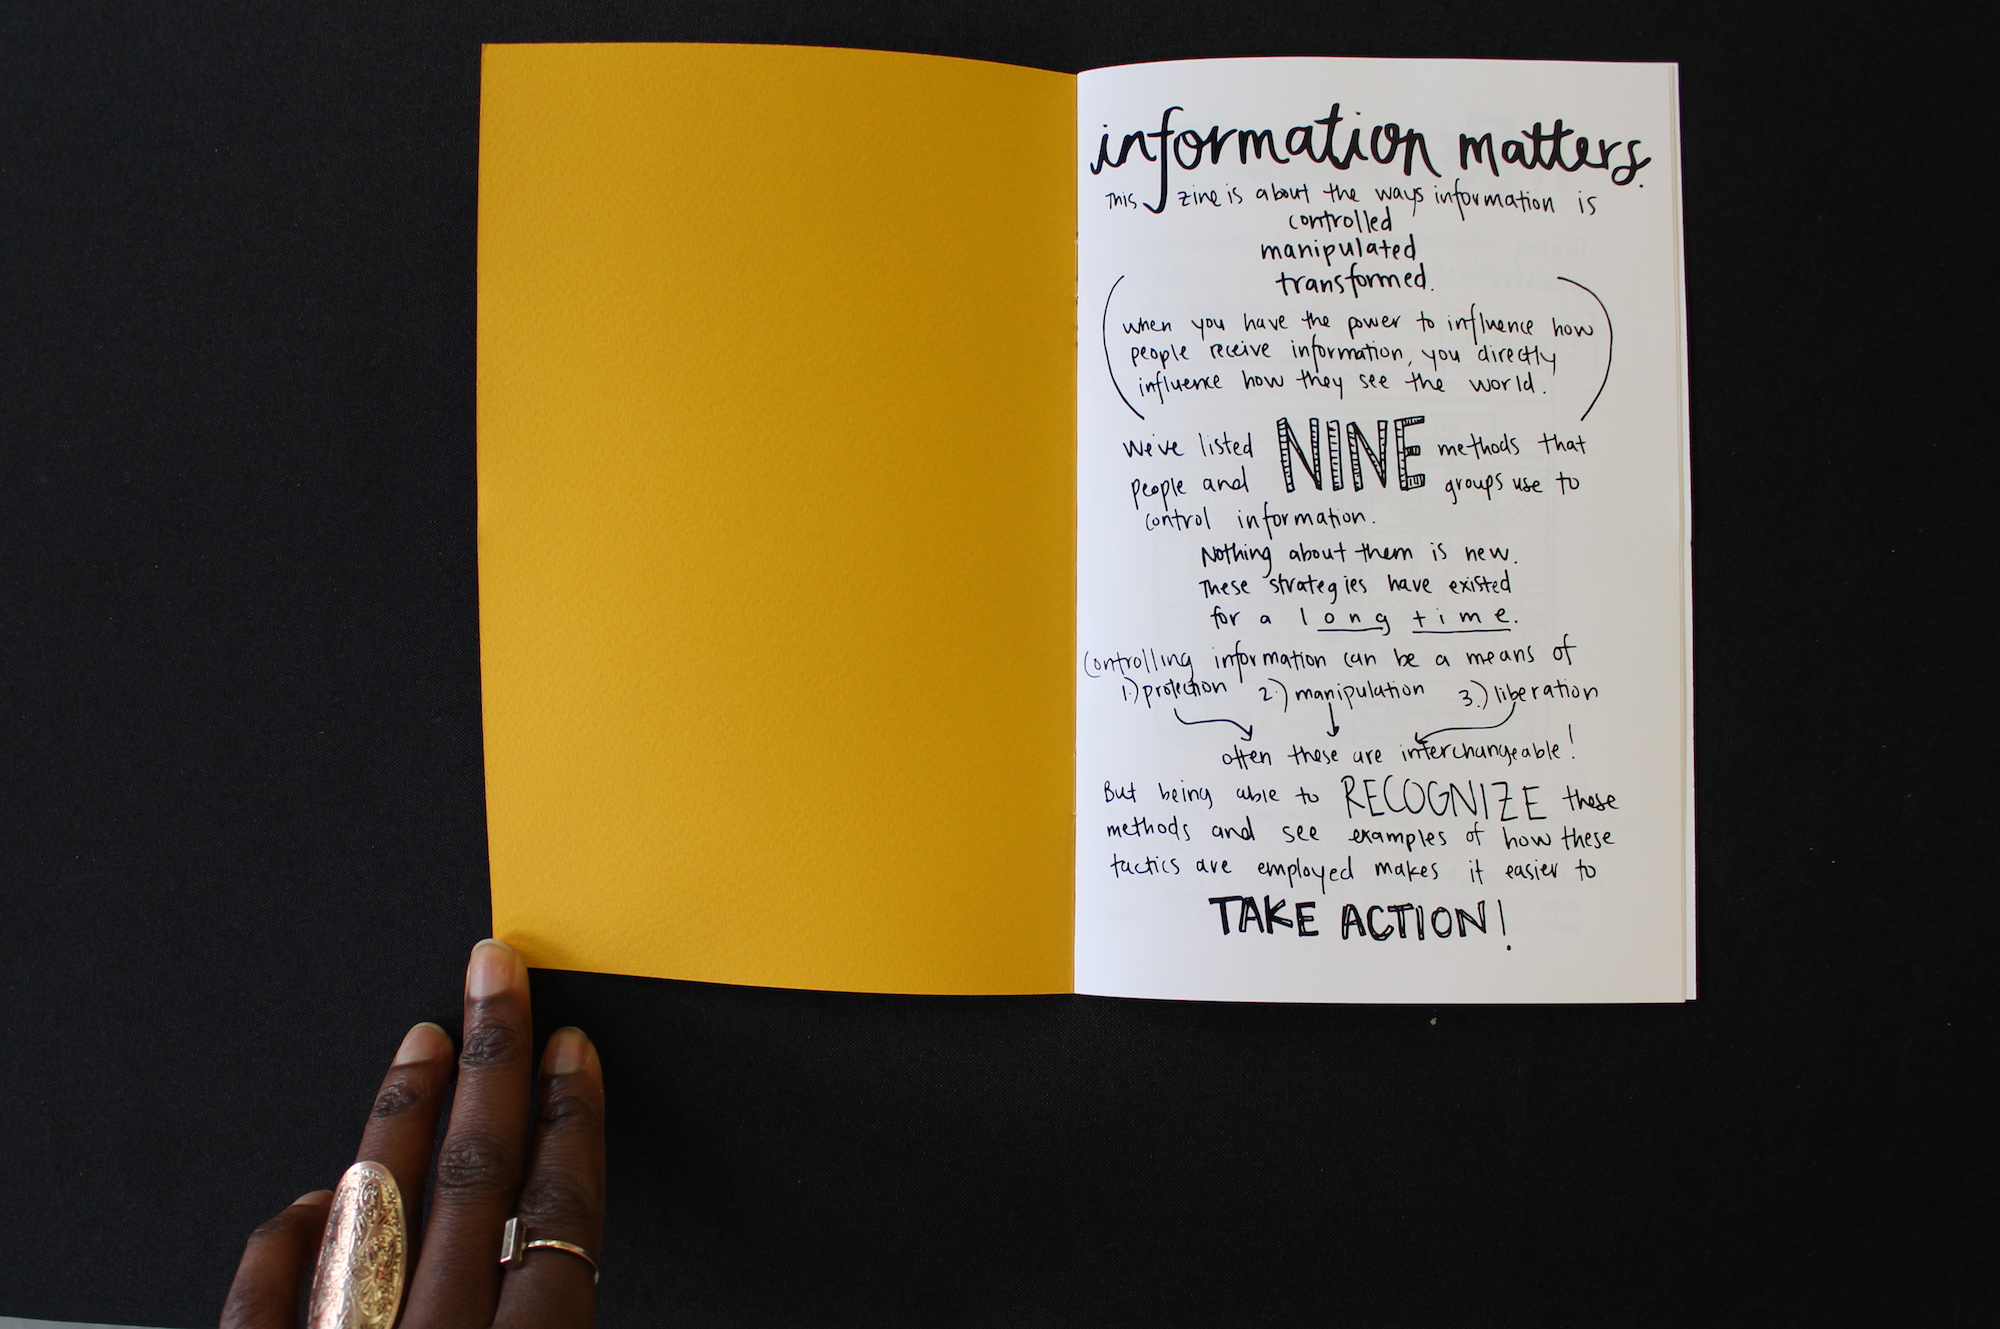 information matters.
This zine is about the ways information is
controlled
manipulated
transformed.
(when you have the power to influence how
people receive information, you directly
influence how they see the world.)
We've listed NINE methods that
people and groups use to
control information.
Nothing about them is new.
These strategies have existed
for a long time.
Controlling information can be a means of
1.) protection 2.) manipulation 3.) liberation
often these are interchangeable!
But being able to RECOGNIZE these
methods and see examples of how these
tactics are employed makes it easier to
TAKE ACTION!